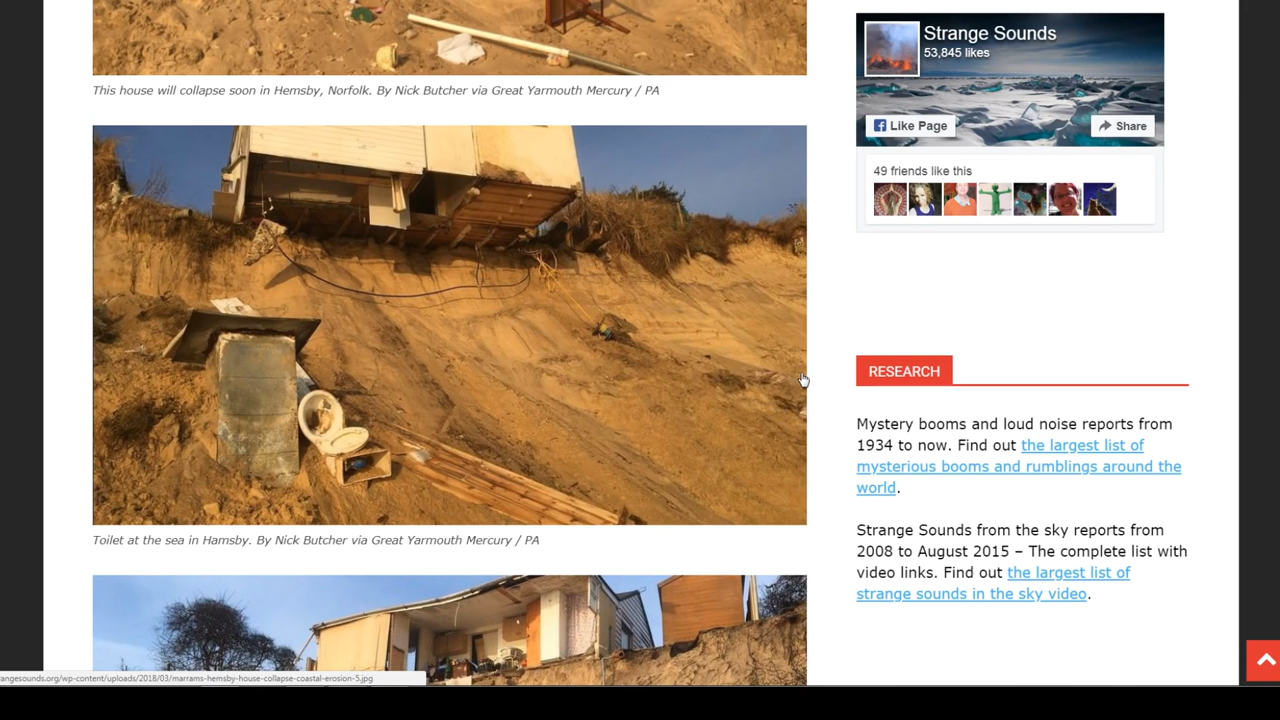 This house will collapse soon in Hemsby, Norfolk. By Nick Butcher via Great Yarmouth Mercury / PA
Toilet at the sea in Hamsby. By Nick Butcher via Great Yarmouth Mercury / PA
Strange Sounds
53,845 likes
Like Page
Share
49 friends like this
RESEARCH
Mystery booms and loud noise reports from
1934 to now. Find out the largest list of
mysterious booms and rumblings around the
world.
Strange Sounds from the sky reports from
2008 to August 2015 – The complete list with
video links. Find out the largest list of
strange sounds in the sky video.
rangesounds.org/wp-content/uploads/2018/03/marrams-hemsby-house-collapse-coastal-erosion-5.jpg